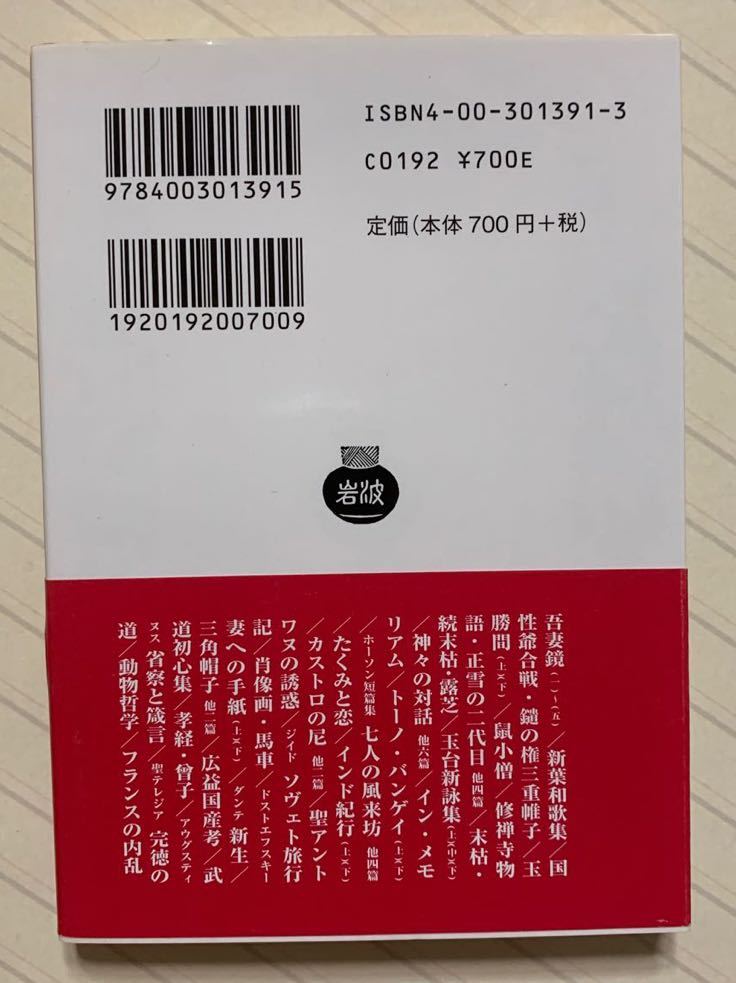 ISBN4-00-301391-3
9784003013915
C0192 ¥700E
定価(本体700円+税)
1920192007009
岩波
吾妻鏡(一)~(五)/新葉和歌集/国
性爺合戦・鑓の権三重帷子/玉
勝間(上)(下)/鼠小僧/修禅寺物
語・正雪の二代目他四篇/末枯・
続末枯・露芝/玉台新詠集(上)(中)(下)
/神々の対話他六篇/イン・メモ
リアム/トーノ・バンゲイ(上)(下)
/ホーソン短篇集 七人の風来坊他四篇
/たくみと恋/インド紀行(上)(下)
/カストロの尼他二篇/聖アント
ワヌの誘惑/ジイド ソヴェト旅行
記/肖像画・馬車/ドストエフスキー
妻への手紙(上)(下)/ダンテ 新生/
三角帽子他二篇/広益国産考/武
道初心集/孝経・曾子/アウグスティ
ヌス 省察と箴言/聖テレジア 完徳の
道/動物哲学/フランスの内乱